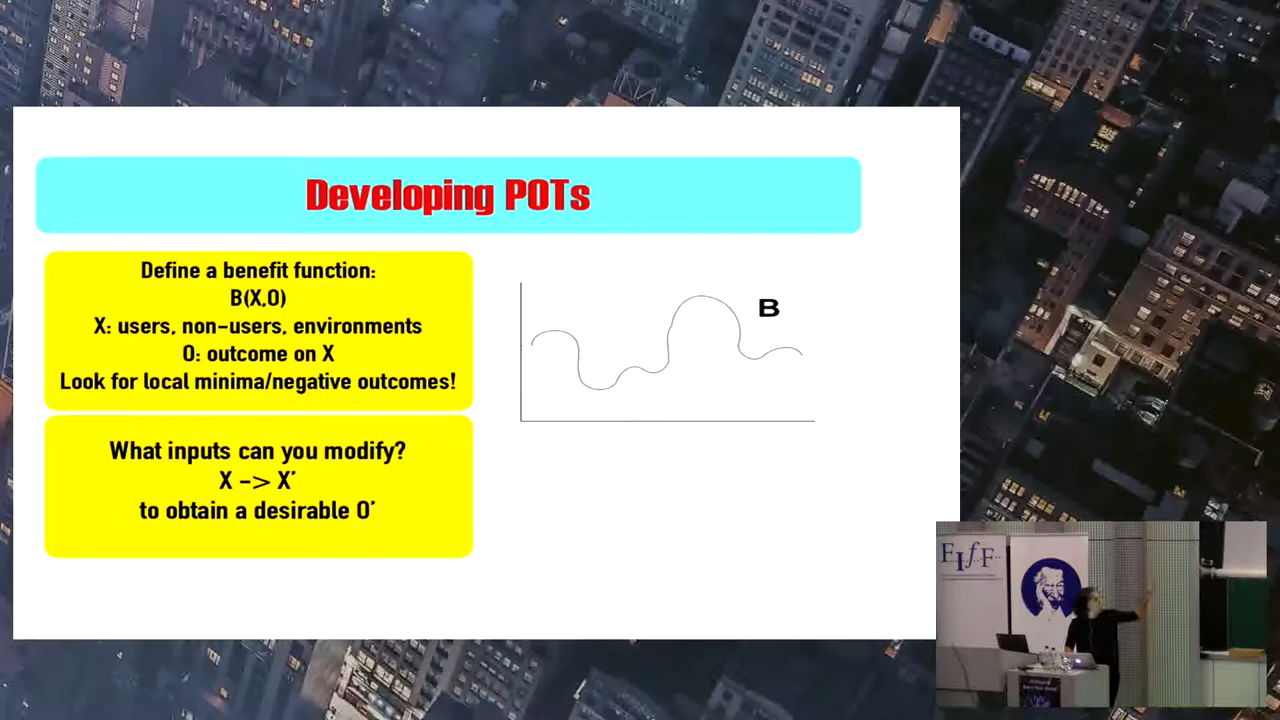 Developing POTs
Define a benefit function:
B(X,O)
X: users, non-users, environments
O: outcome on X
Look for local minima/negative outcomes!
What inputs can you modify?
X -> X'
to obtain a desirable O'
B
FIfF